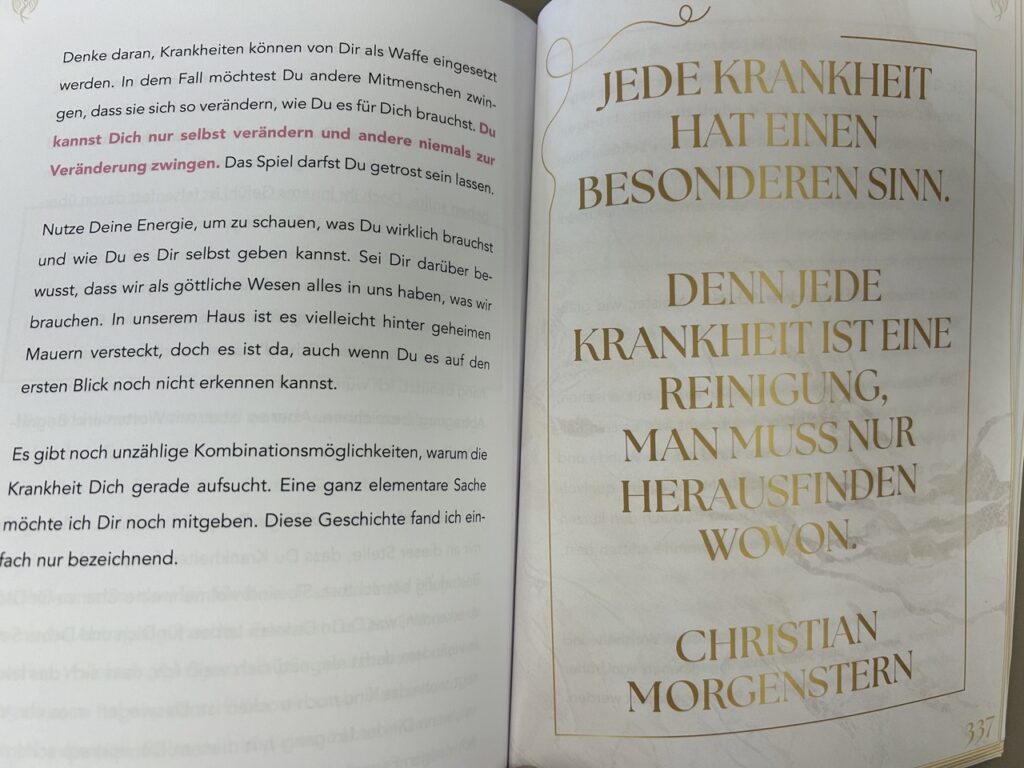 Denke daran, Krankheiten können von Dir als Waffe eingesetzt
werden. In dem Fall möchtest Du andere Mitmenschen zwin-
gen, dass sie sich so verändern, wie Du es für Dich brauchst. Du
kannst Dich nur selbst verändern und andere niemals zur
Veränderung zwingen. Das Spiel darfst Du getrost sein lassen.
Nutze Deine Energie, um zu schauen, was Du wirklich brauchst
und wie Du es Dir selbst geben kannst. Sei Dir darüber be-
wusst, dass wir als göttliche Wesen alles in uns haben, was wir
brauchen. In unserem Haus ist es vielleicht hinter geheimen
Mauern versteckt, doch es ist da, auch wenn Du es auf den
ersten Blick noch nicht erkennen kannst.
Es gibt noch unzählige Kombinationsmöglichkeiten, warum die
Krankheit Dich gerade aufsucht. Eine ganz elementare Sache
möchte ich Dir noch mitgeben. Diese Geschichte fand ich ein-
fach nur bezeichnend.
JEDE KRANKHEIT
HAT EINEN
BESONDEREN SINN.
DENN JEDE
KRANKHEIT IST EINE
REINIGUNG,
MAN MUSS NUR
HERAUSFINDEN
WOVON.
CHRISTIAN
MORGENSTERN
337